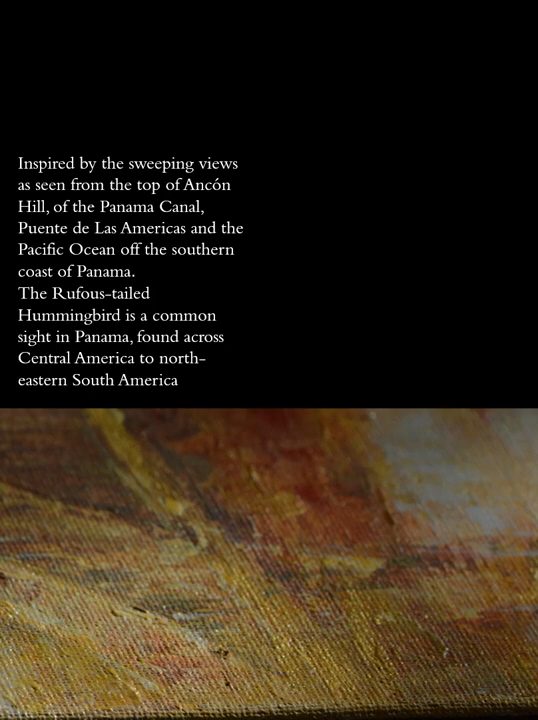 Inspired by the sweeping views
as seen from the top of Ancón
Hill, of the Panama Canal,
Puente de Las Americas and the
Pacific Ocean off the southern
coast of Panama.
The Rufous-tailed
Hummingbird is a common
sight in Panama, found across
Central America to north-
eastern South America